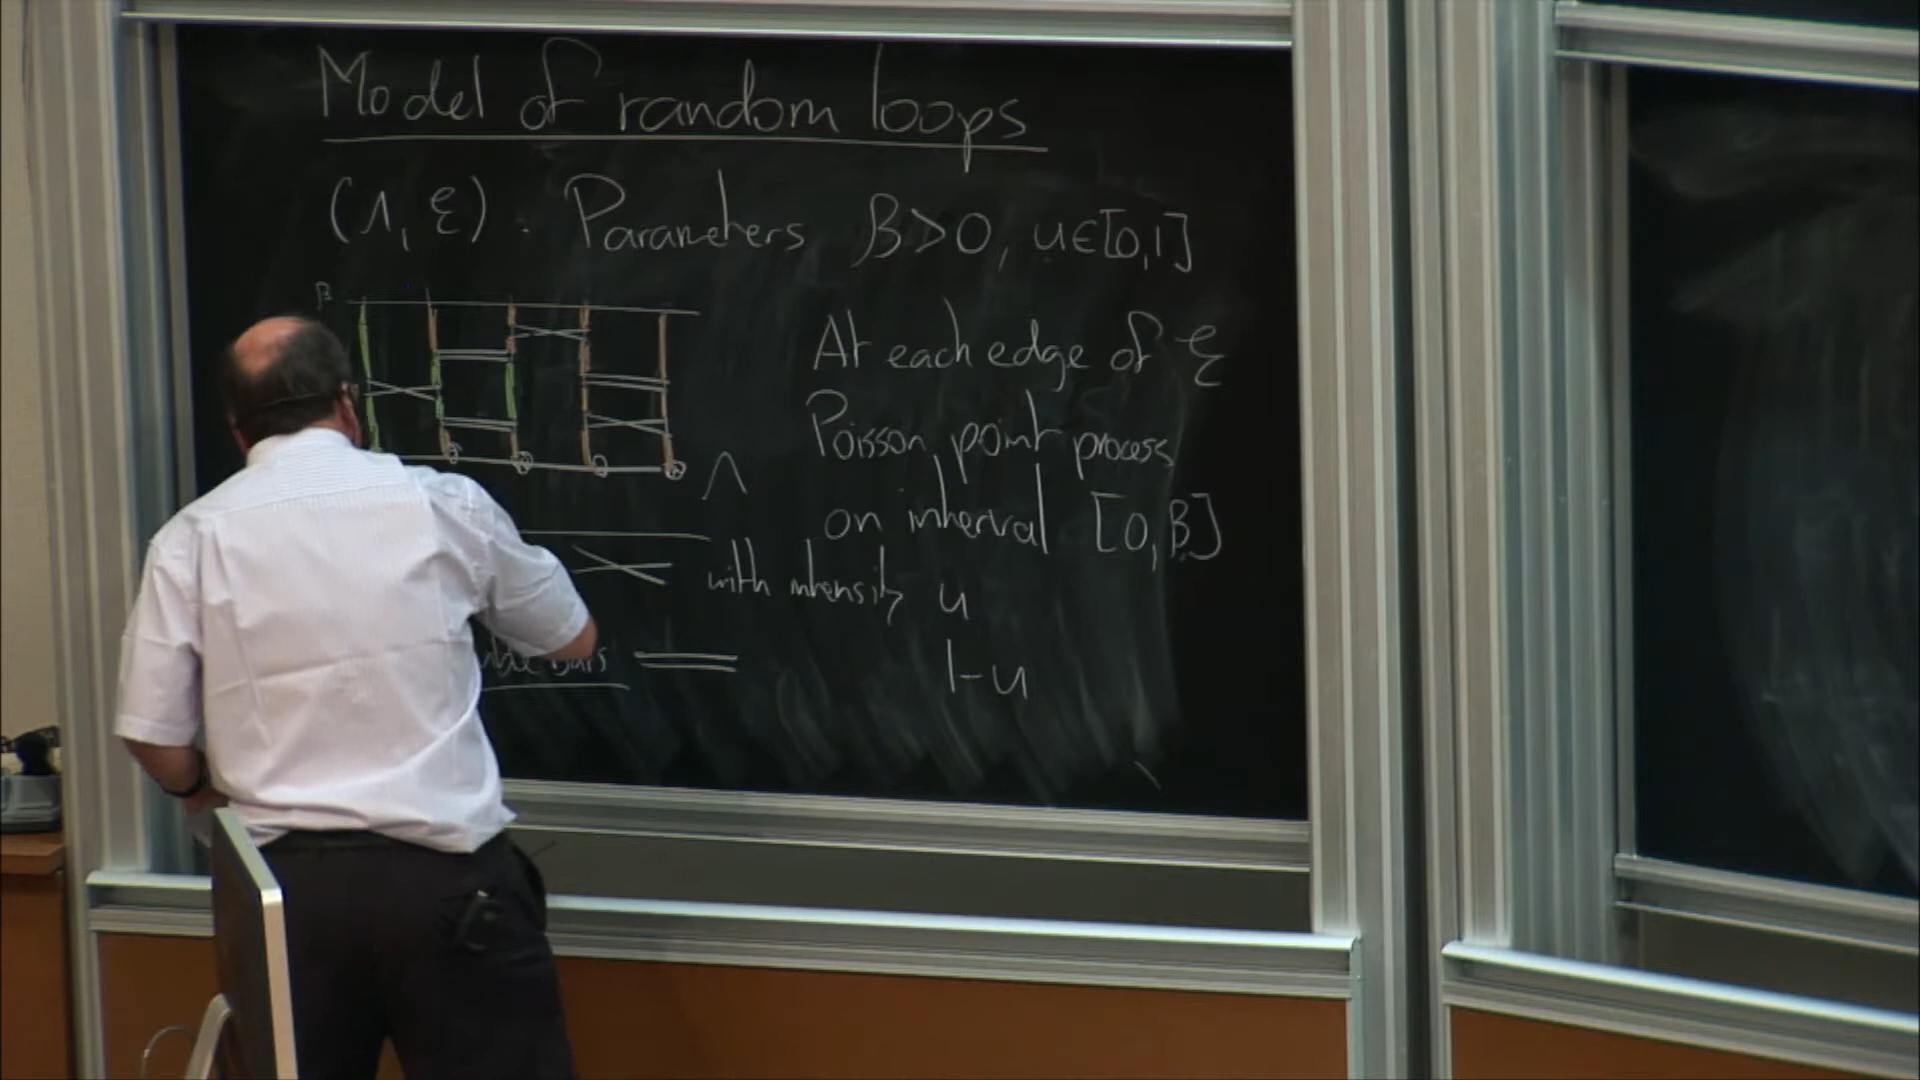 Model of random loops
(Λ, ℰ). Parameters β>0, u∈[0,1]
β
At each edge of ℰ
Poisson point process
on interval [0,β]
Λ
with intensity u
bars
1-u